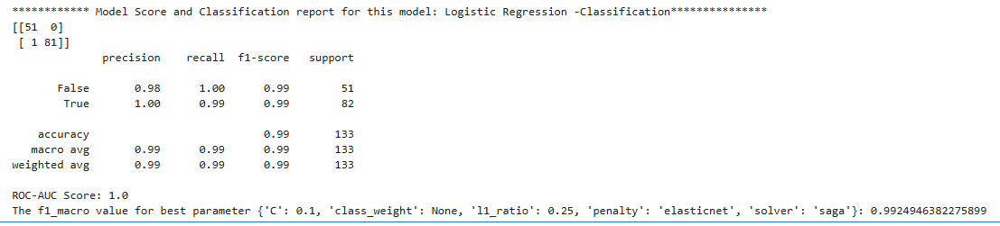 ************ Model Score and Classification report for this model: Logistic Regression -Classification***************
[[51  0]
 [ 1 81]]
              precision    recall  f1-score   support

       False       0.98      1.00      0.99        51
        True       1.00      0.99      0.99        82

    accuracy                           0.99       133
   macro avg       0.99      0.99      0.99       133
weighted avg       0.99      0.99      0.99       133

ROC-AUC Score: 1.0
The f1_macro value for best parameter {'C': 0.1, 'class_weight': None, 'l1_ratio': 0.25, 'penalty': 'elasticnet', 'solver': 'saga'}: 0.9924946382275899